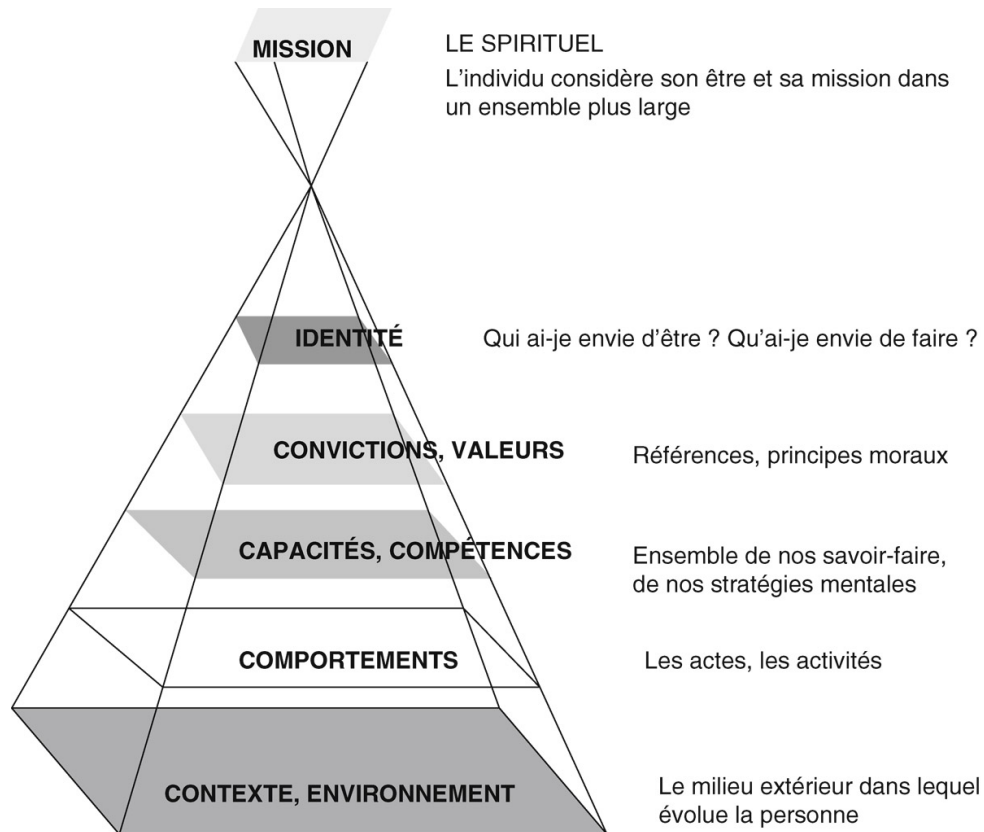 MISSION
LE SPIRITUEL
L’individu considère son être et sa mission dans
un ensemble plus large
IDENTITÉ
Qui ai-je envie d’être ? Qu’ai-je envie de faire ?
CONVICTIONS, VALEURS
Références, principes moraux
CAPACITÉS, COMPÉTENCES
Ensemble de nos savoir-faire,
de nos stratégies mentales
COMPORTEMENTS
Les actes, les activités
CONTEXTE, ENVIRONNEMENT
Le milieu extérieur dans lequel
évolue la personne